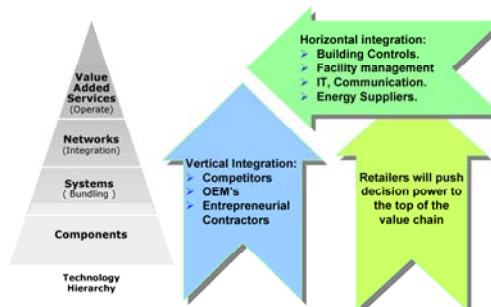 Value
Added
Services
(Operate)
Networks
(Integration)
Systems
( Bundling )
Components
Technology
Hierarchy
Vertical Integration:
➢ Competitors
➢ OEM's
➢ Entrepreneurial
Contractors
Horizontal integration:
➢ Building Controls.
➢ Facility management
➢ IT, Communication.
➢ Energy Suppliers.
Retailers will push
decision power to
the top of the
value chain